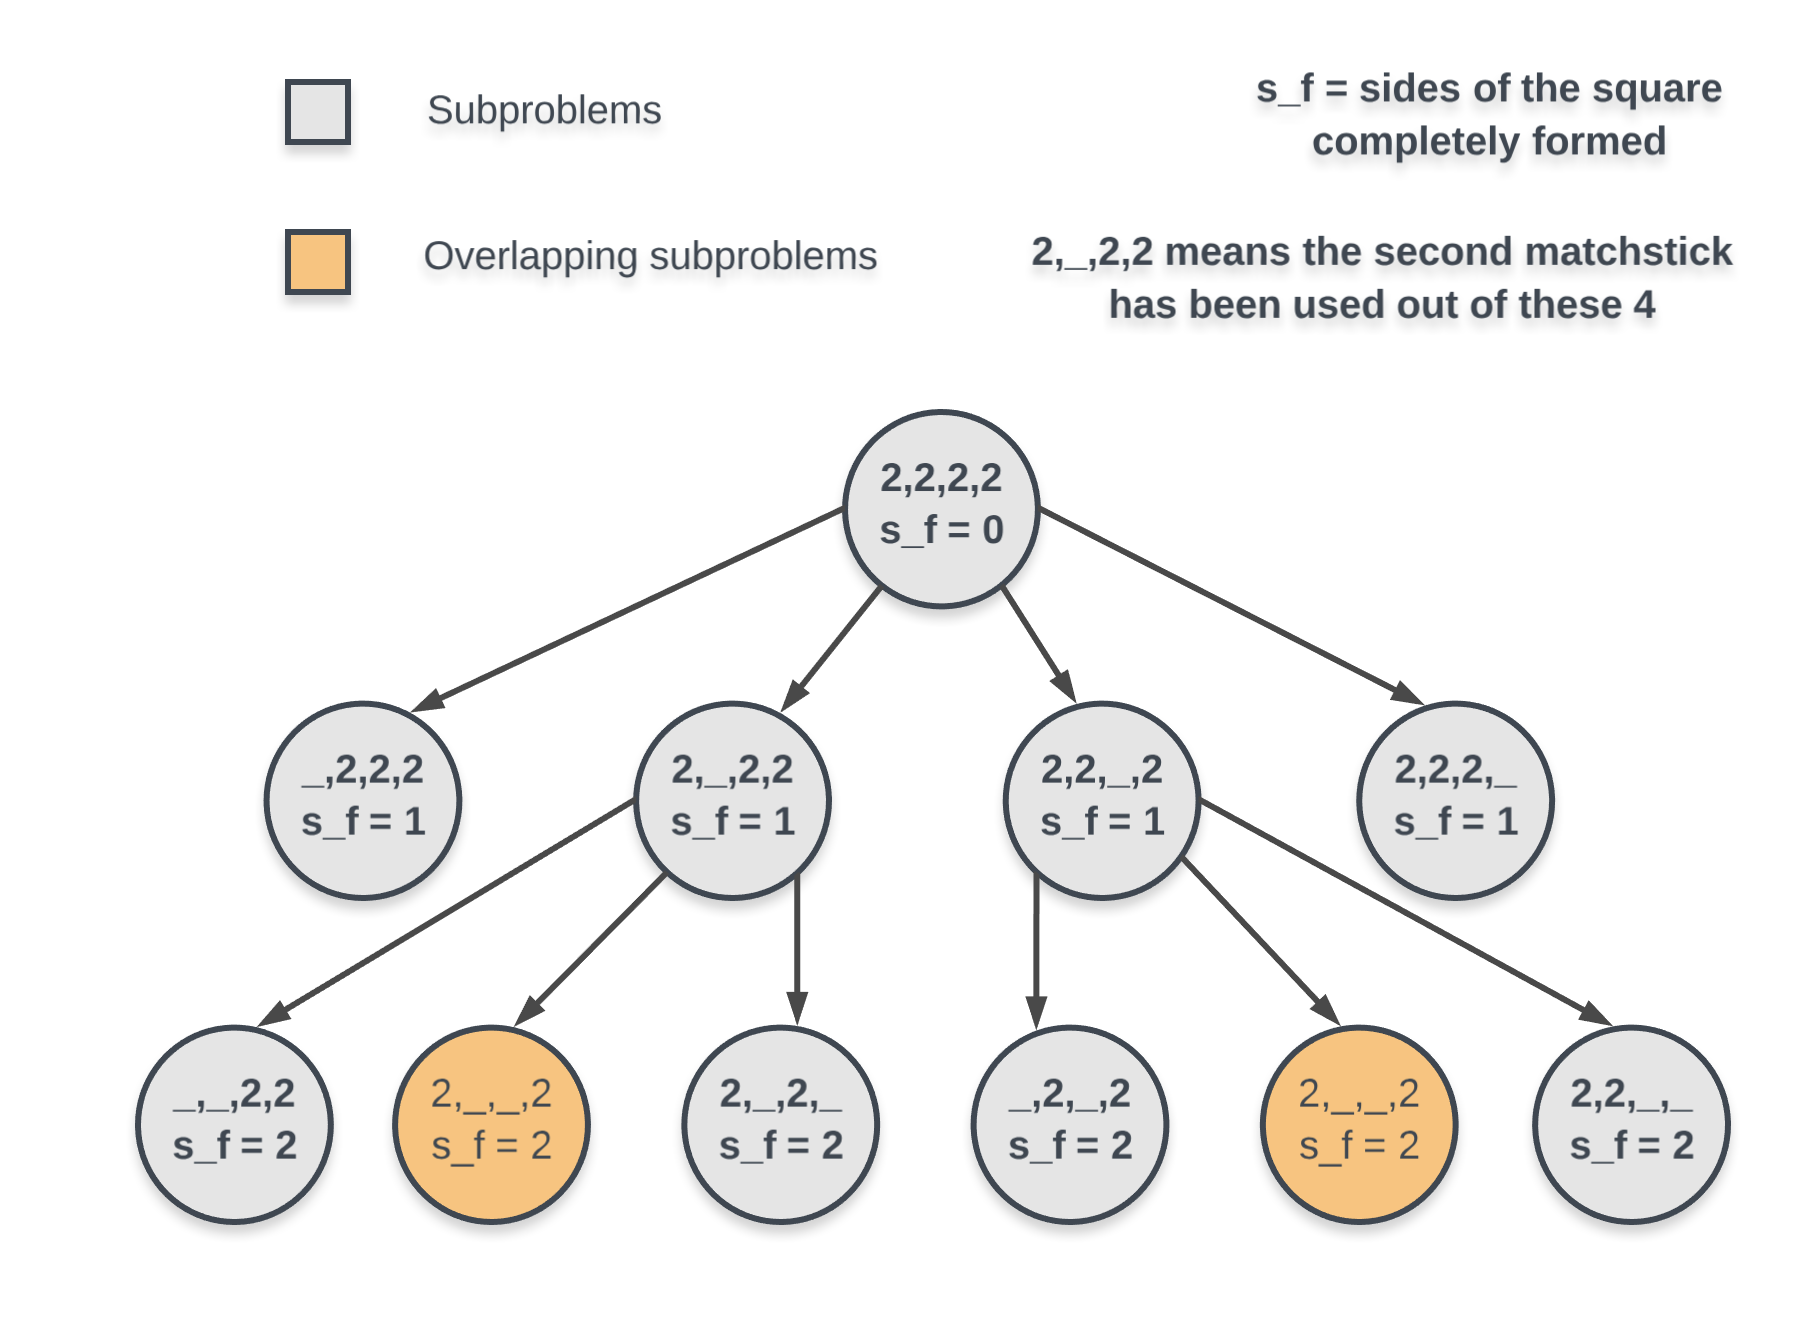 Subproblems
s_f = sides of the square
completely formed
Overlapping subproblems
2,_,2,2 means the second matchstick
has been used out of these 4
2,2,2,2
s_f = 0
_,2,2,2
s_f = 1
2,_,2,2
s_f = 1
2,2,_,2
s_f = 1
2,2,2,_
s_f = 1
_,_,2,2
s_f = 2
2,_,_,2
s_f = 2
2,_,2,_
s_f = 2
_,2,_,2
s_f = 2
2,_,_,2
s_f = 2
2,2,_,_
s_f = 2